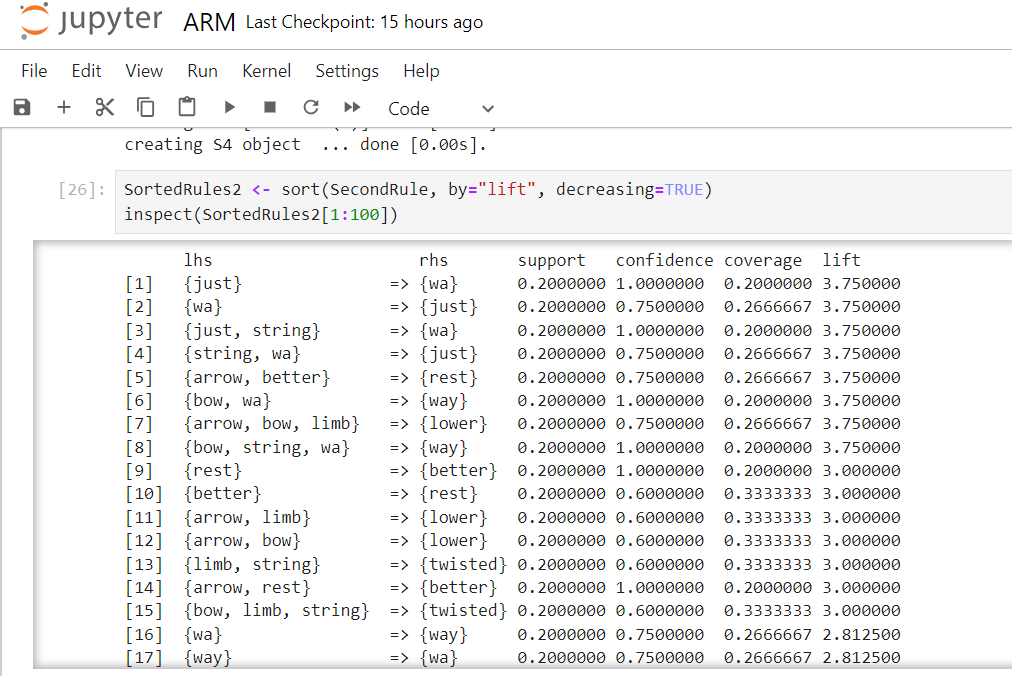 jupyter ARM Last Checkpoint: 15 hours ago
File Edit View Run Kernel Settings Help
Code
creating S4 object ... done [0.00s].
[26]: SortedRules2 <- sort(SecondRule, by="lift", decreasing=TRUE)
inspect(SortedRules2[1:100])
lhs rhs support confidence coverage lift
[1] {just} => {wa} 0.2000000 1.0000000 0.2000000 3.750000
[2] {wa} => {just} 0.2000000 0.7500000 0.2666667 3.750000
[3] {just, string} => {wa} 0.2000000 1.0000000 0.2000000 3.750000
[4] {string, wa} => {just} 0.2000000 0.7500000 0.2666667 3.750000
[5] {arrow, better} => {rest} 0.2000000 0.7500000 0.2666667 3.750000
[6] {bow, wa} => {way} 0.2000000 1.0000000 0.2000000 3.750000
[7] {arrow, bow, limb} => {lower} 0.2000000 0.7500000 0.2666667 3.750000
[8] {bow, string, wa} => {way} 0.2000000 1.0000000 0.2000000 3.750000
[9] {rest} => {better} 0.2000000 1.0000000 0.2000000 3.000000
[10] {better} => {rest} 0.2000000 0.6000000 0.3333333 3.000000
[11] {arrow, limb} => {lower} 0.2000000 0.6000000 0.3333333 3.000000
[12] {arrow, bow} => {lower} 0.2000000 0.6000000 0.3333333 3.000000
[13] {limb, string} => {twisted} 0.2000000 0.6000000 0.3333333 3.000000
[14] {arrow, rest} => {better} 0.2000000 1.0000000 0.2000000 3.000000
[15] {bow, limb, string} => {twisted} 0.2000000 0.6000000 0.3333333 3.000000
[16] {wa} => {way} 0.2000000 0.7500000 0.2666667 2.812500
[17] {way} => {wa} 0.2000000 0.7500000 0.2666667 2.812500